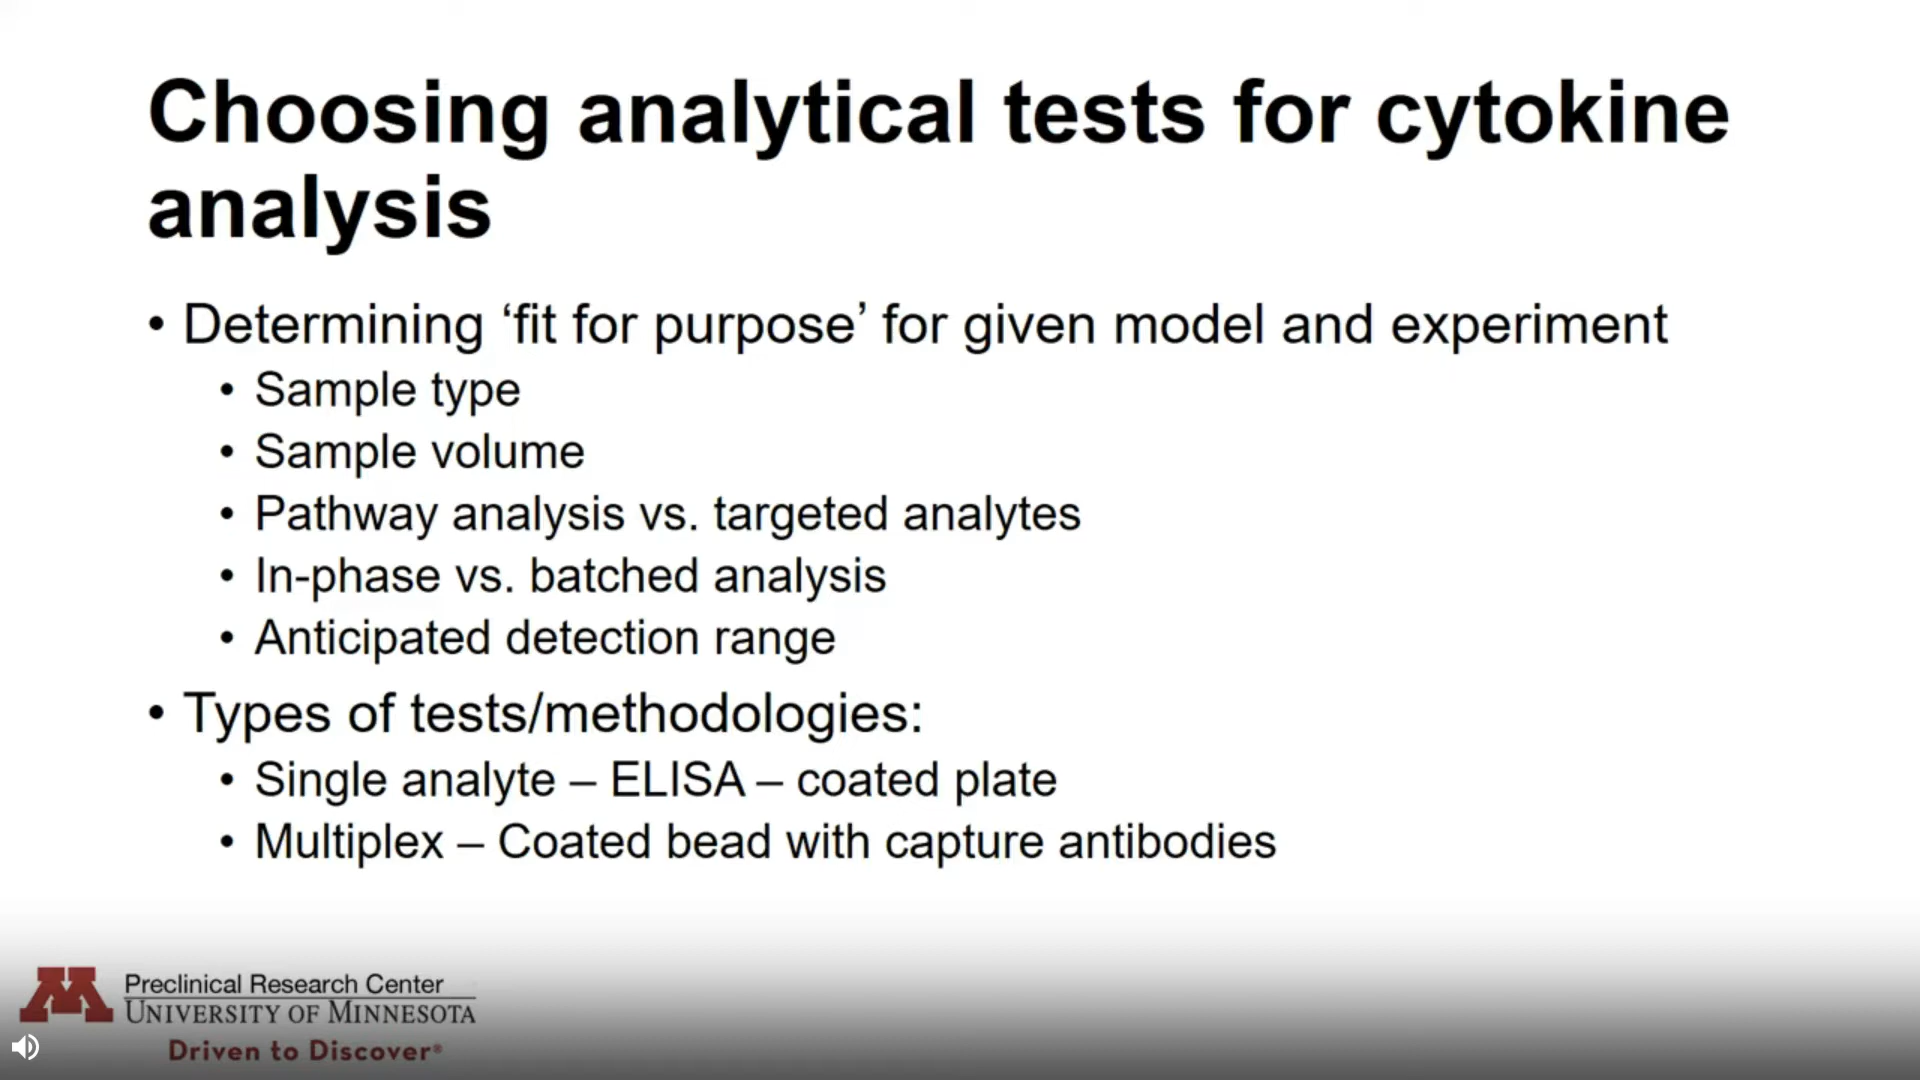 Choosing analytical tests for cytokine
analysis
• Determining ‘fit for purpose’ for given model and experiment
• Sample type
• Sample volume
• Pathway analysis vs. targeted analytes
• In-phase vs. batched analysis
• Anticipated detection range
• Types of tests/methodologies:
• Single analyte – ELISA – coated plate
• Multiplex – Coated bead with capture antibodies
M
Preclinical Research Center
UNIVERSITY OF MINNESOTA
Driven to Discover®